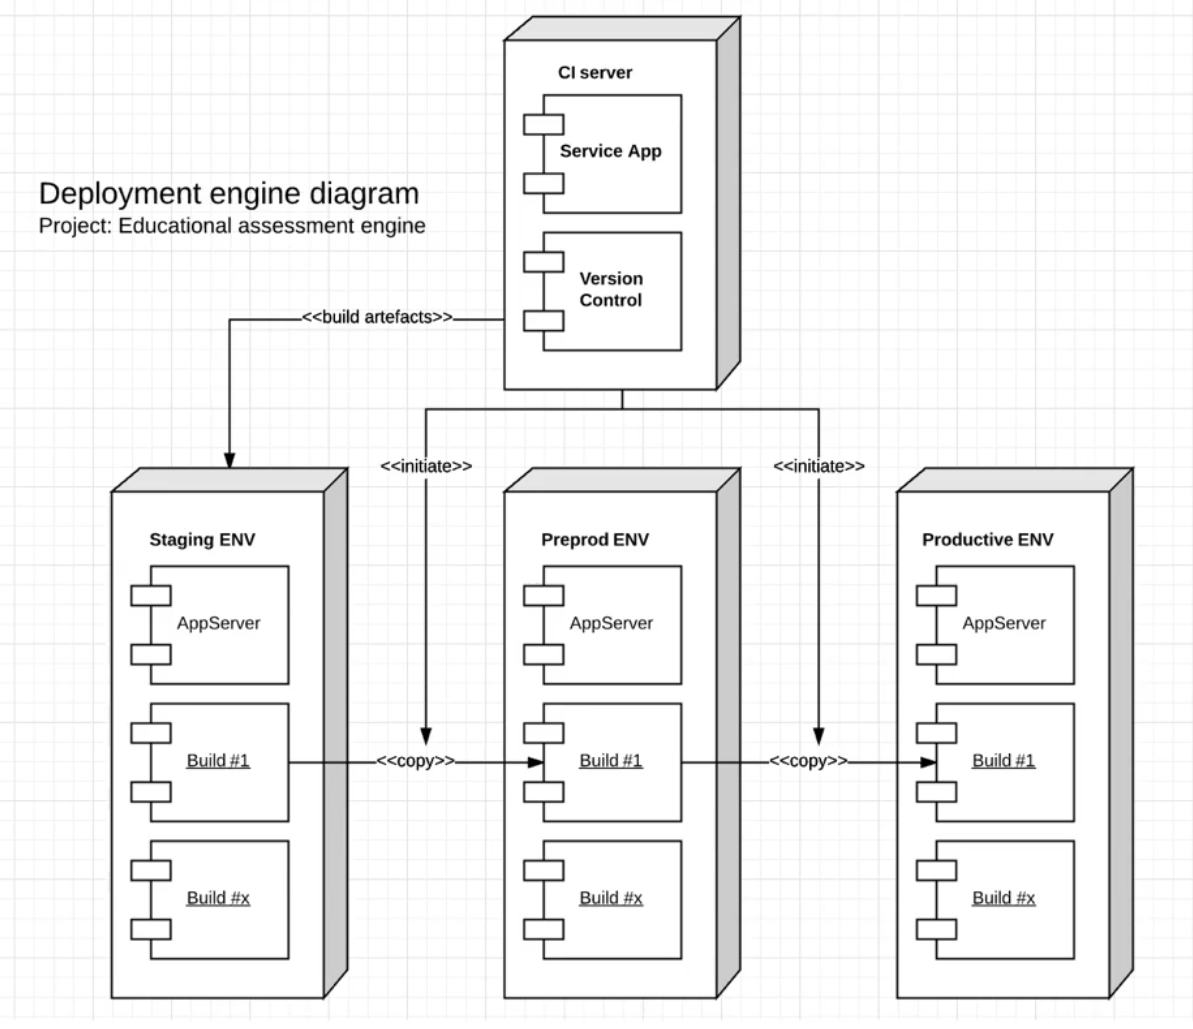 CI server
Service App
Deployment engine diagram
Project: Educational assessment engine
Version
Control
<<build artefacts>>
<<initiate>>
<<initiate>>
Staging ENV
Preprod ENV
Productive ENV
AppServer
AppServer
AppServer
Build #1
<<copy>>
Build #1
<<copy>>
Build #1
Build #x
Build #x
Build #x